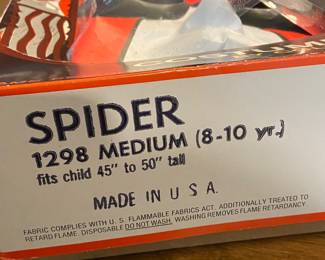 SPIDER
1298 MEDIUM (8-10 yr.)
fits child 45" to 50" tall
MADE IN U S A.
FABRIC COMPLIES WITH U. S. FLAMMABLE FABRICS ACT. ADDITIONALLY TREATED TO
RETARD FLAME. DISPOSABLE DO NOT WASH, WASHING REMOVES FLAME RETARDANCY.